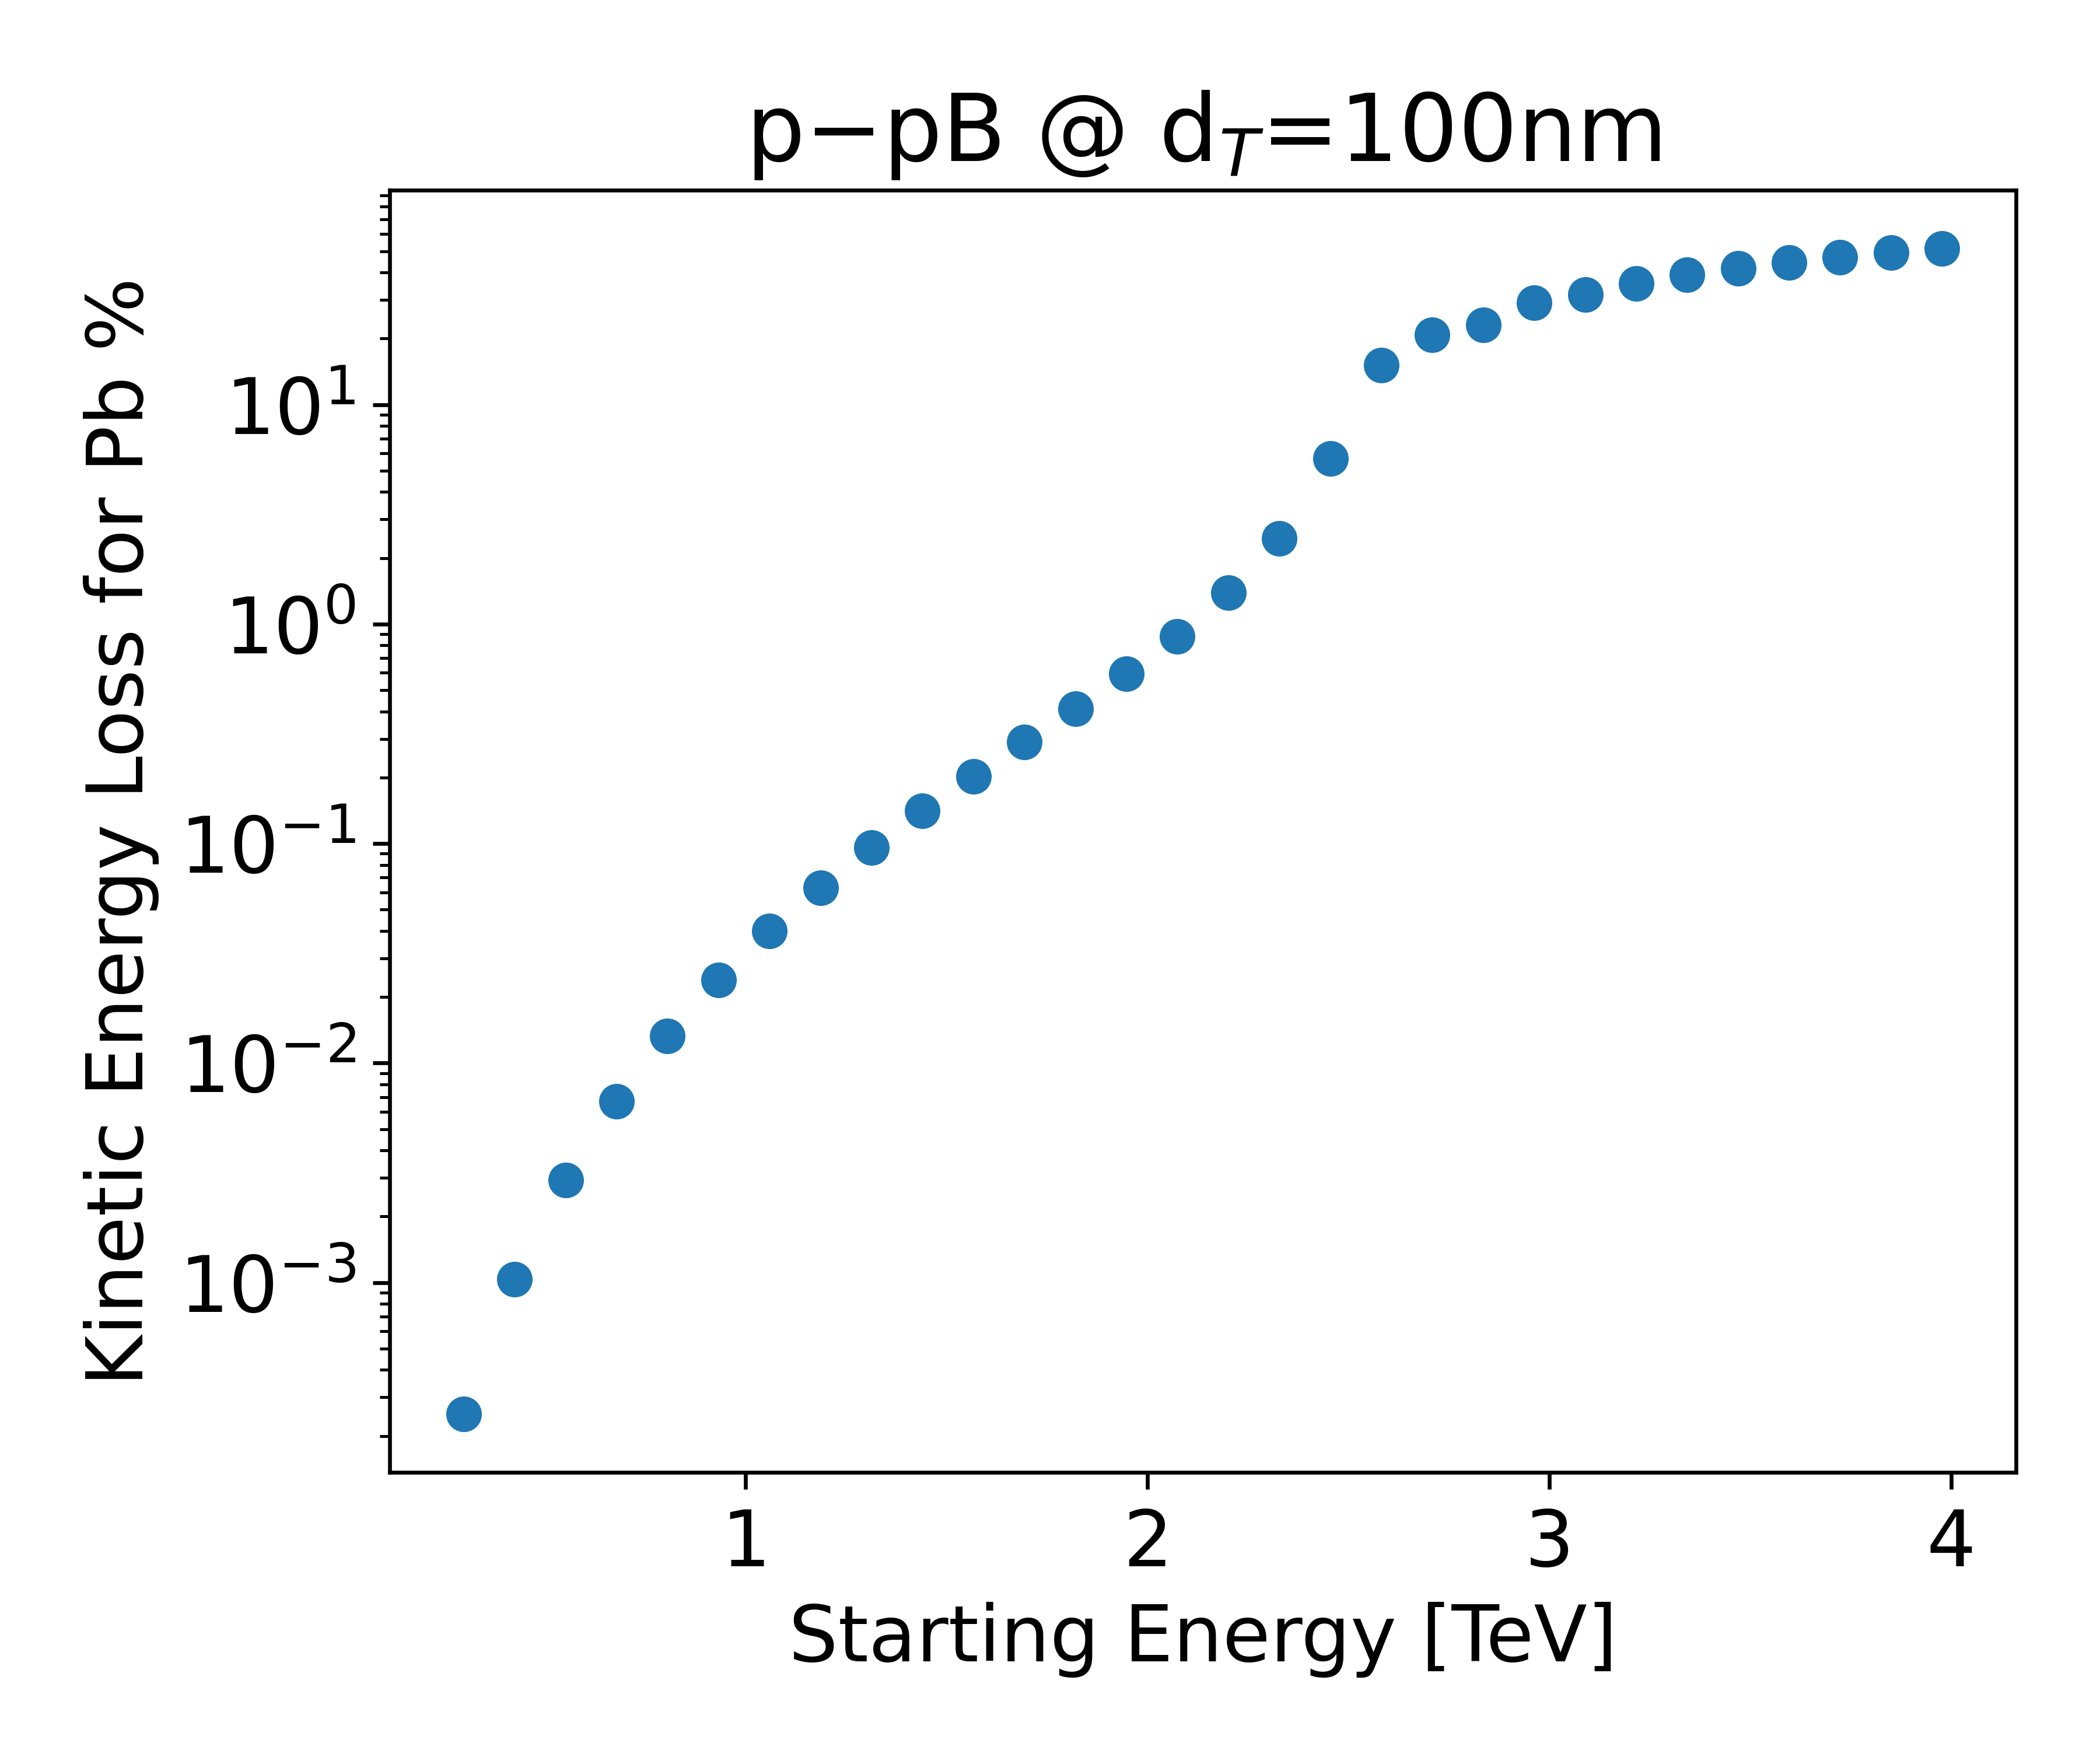 p−pB @ d_T=100nm
Kinetic Energy Loss for Pb %
10^1
10^0
10^−1
10^−2
10^−3
1 2 3 4
Starting Energy [TeV]